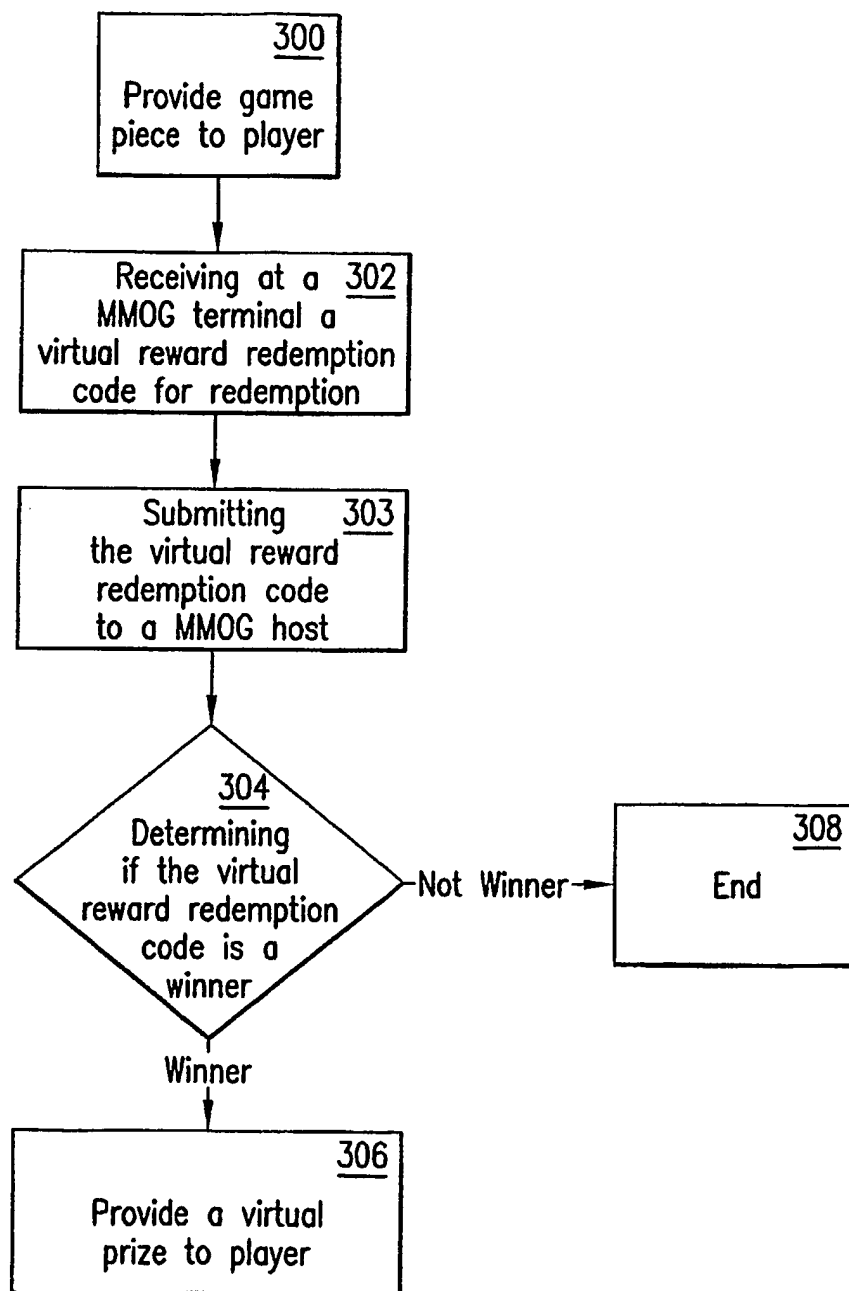 300
Provide game
piece to player
Receiving at a 302
MMOG terminal a
virtual reward redemption
code for redemption
Submitting 303
the virtual reward
redemption code
to a MMOG host
304
Determining
if the virtual
reward redemption
code is a
winner
Not Winner
308
End
Winner
306
Provide a virtual
prize to player